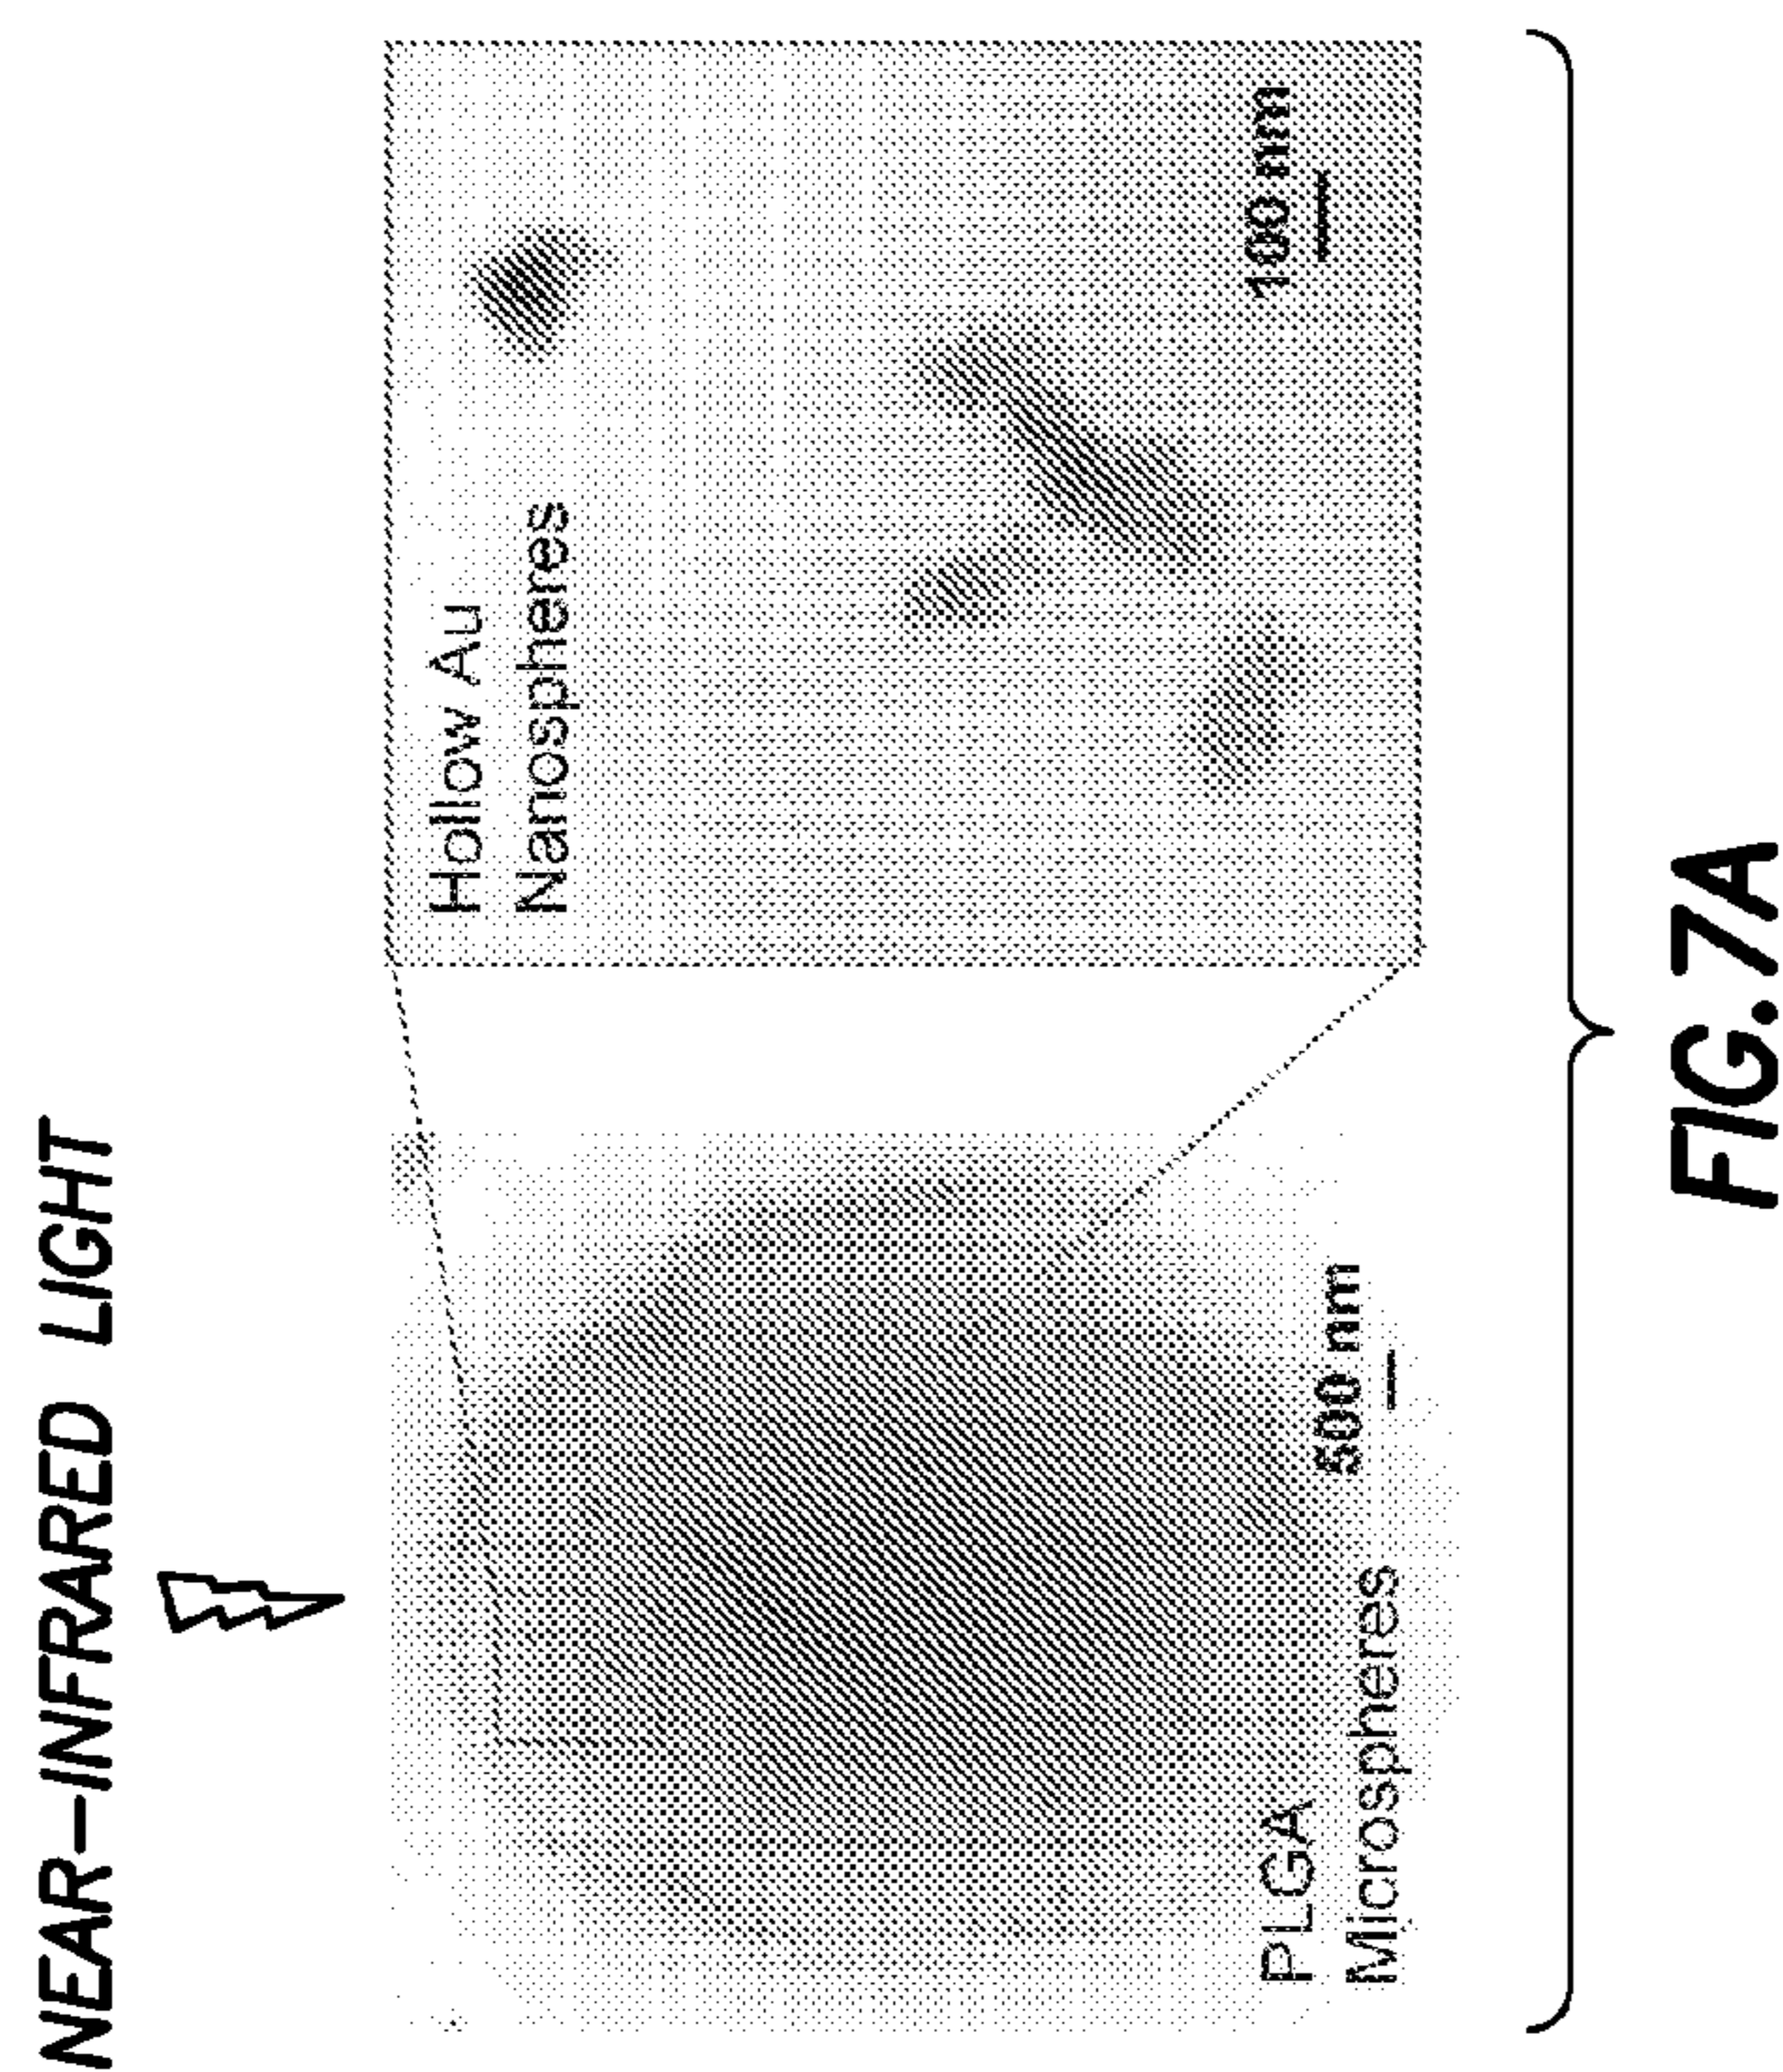 NEAR–INFRARED LIGHT
PLGA
Microspheres
500 nm
Hollow Au
Nanospheres
100 nm
FIG.7A